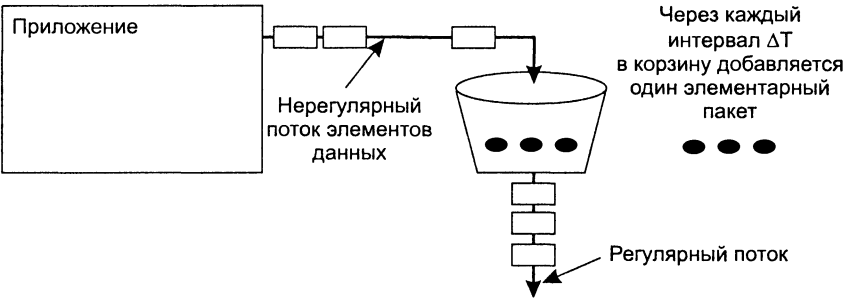 Приложение
Нерегулярный
поток элементов
данных
Через каждый
интервал ΔT
в корзину добавляется
один элементарный
пакет
Регулярный поток